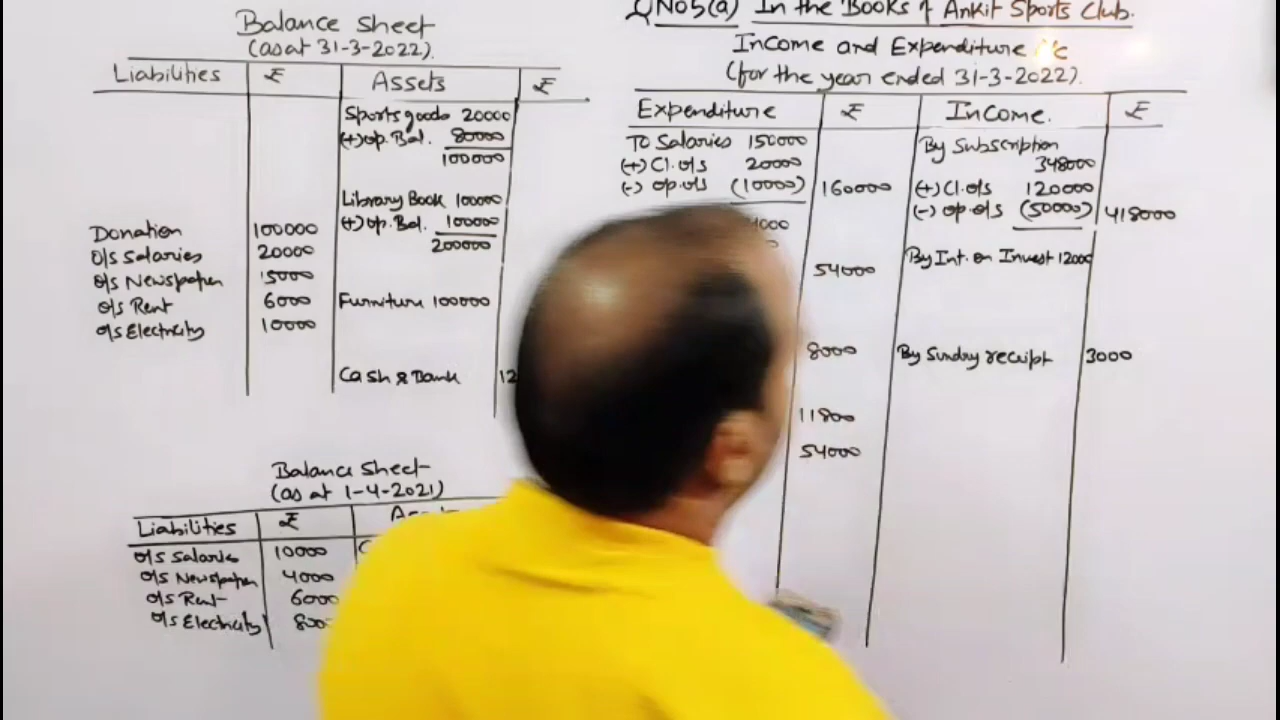 Balance Sheet
(as at 31-3-2022).
Liabilities ₹ Assets ₹
Sports goods 20000
(+) op. Bal. 80000
100000
Library Book 100000
(+) op. Bal. 100000
200000
Donation 100000
o/s Salaries 20000
o/s Newspaper 5000
o/s Rent 6000
o/s Electricity 10000
Furniture 100000
Cash & Bank 12
Balance Sheet
(as at 1-4-2021)
Liabilities ₹
o/s Salaries 10000
o/s Newspaper 4000
o/s Rent 6000
o/s Electricity 800
QNo5(a) In the Books of Ankit Sports Club.
Income and Expenditure
(for the year ended 31-3-2022).
Expenditure ₹ Income. ₹
To Salaries 150000
(+) Cl. o/s 20000
(-) op. o/s (10000) 160000
54000
8000
11800
54000
By Subscription
348000
(+) Cl. o/s 120000
(-) op. o/s (50000) 418000
By Int. on Invest 12000
By Sundry receipt 3000